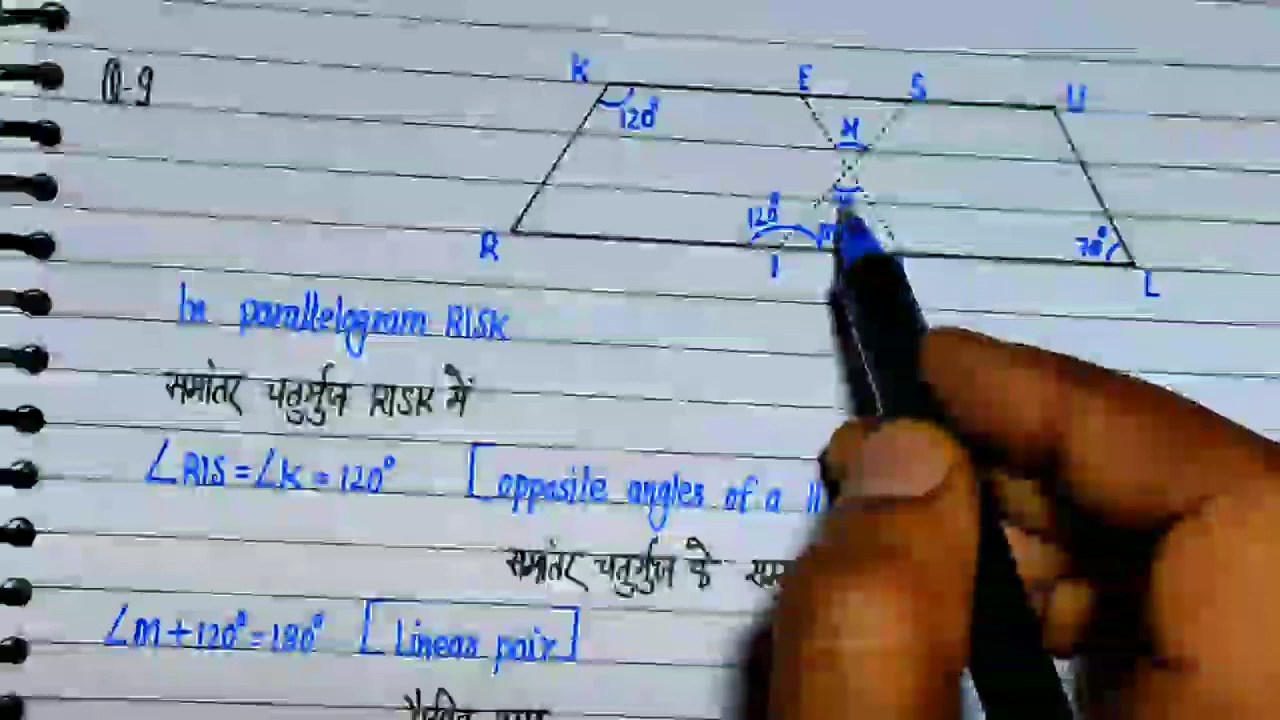 Q-9
K E S U
120°
x
120° m
70°
R I L
In parallelogram RISK
समांतर चतुर्भुज RISK में
∠RIS = ∠K = 120° [opposite angles of a ||
समांतर चतुर्भुज के
∠m + 120° = 180° [Linear pair]